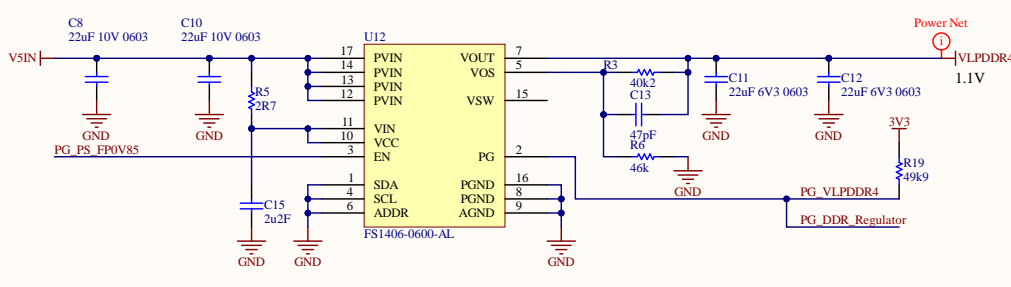 Power Net
i
C8
22uF 10V 0603
C10
22uF 10V 0603
U12
V5IN
17 PVIN VOUT 7
14 PVIN VOS 5
13 PVIN
12 PVIN VSW 15
11 VIN
10 VCC
3 EN PG 2
1 SDA PGND 16
4 SCL PGND 8
6 ADDR AGND 9
FS1406-0600-AL
R5
2R7
GND
GND
PG_PS_FP0V85
C15
2u2F
GND
GND
GND
R3
40k2
C13
47pF
R6
46k
GND
C11
22uF 6V3 0603
GND
C12
22uF 6V3 0603
GND
VLPDDR4
1.1V
3V3
R19
49k9
PG_VLPDDR4
PG_DDR_Regulator